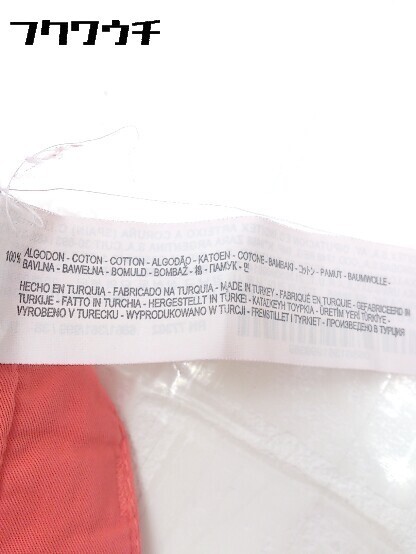 フクワウチ
100% ALGODON - COTON - COTTON - ALGODÃO - KATOEN - COTONE - BAMBAKI - コットン - PAMUT - BAUMWOLLE -
BAVLNA - BAWEŁNA - BOMULD - BOMBAŽ - 棉 - ПАМУК - 면
HECHO EN TURQUIA - FABRICADO NA TURQUIA - MADE IN TURKEY - FABRIQUÉ EN TURQUIE - GEFABRICEERD IN
TURKIJE - FATTO IN TURCHIA - HERGESTELLT IN TÜRKEI - ΚΑΤΑΣΚΕΥΗ ΤΟΥΡΚΙΑ - ÜRETİM YERİ TÜRKİYE -
VYROBENO V TURECKU - WYPRODUKOWANO W TURCJI - FREMSTILLET I TYRKIET - ПРОИЗВЕДЕНО В ТУРЦИЯ